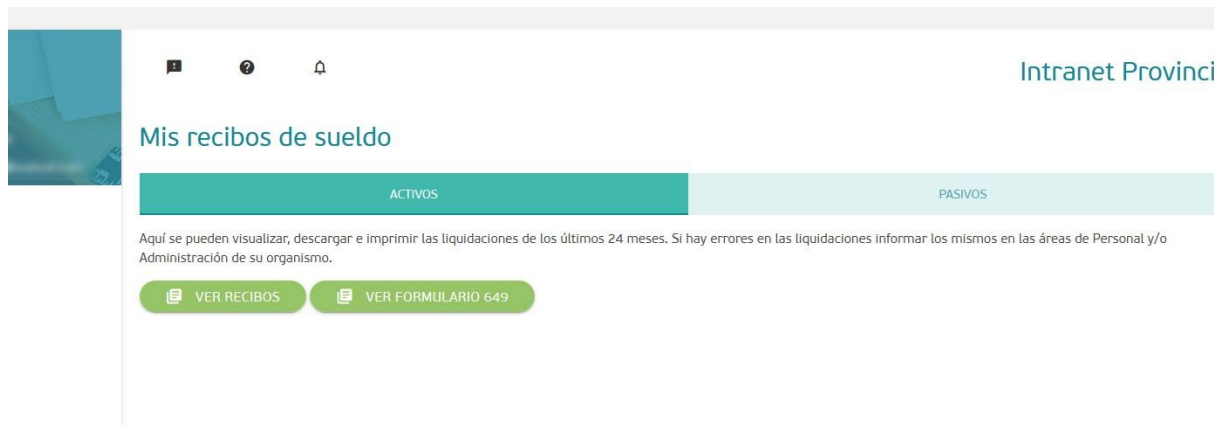 Intranet Provinci
Mis recibos de sueldo
ACTIVOS
PASIVOS
Aquí se pueden visualizar, descargar e imprimir las liquidaciones de los últimos 24 meses. Si hay errores en las liquidaciones informar los mismos en las áreas de Personal y/o
Administración de su organismo.
VER RECIBOS
VER FORMULARIO 649